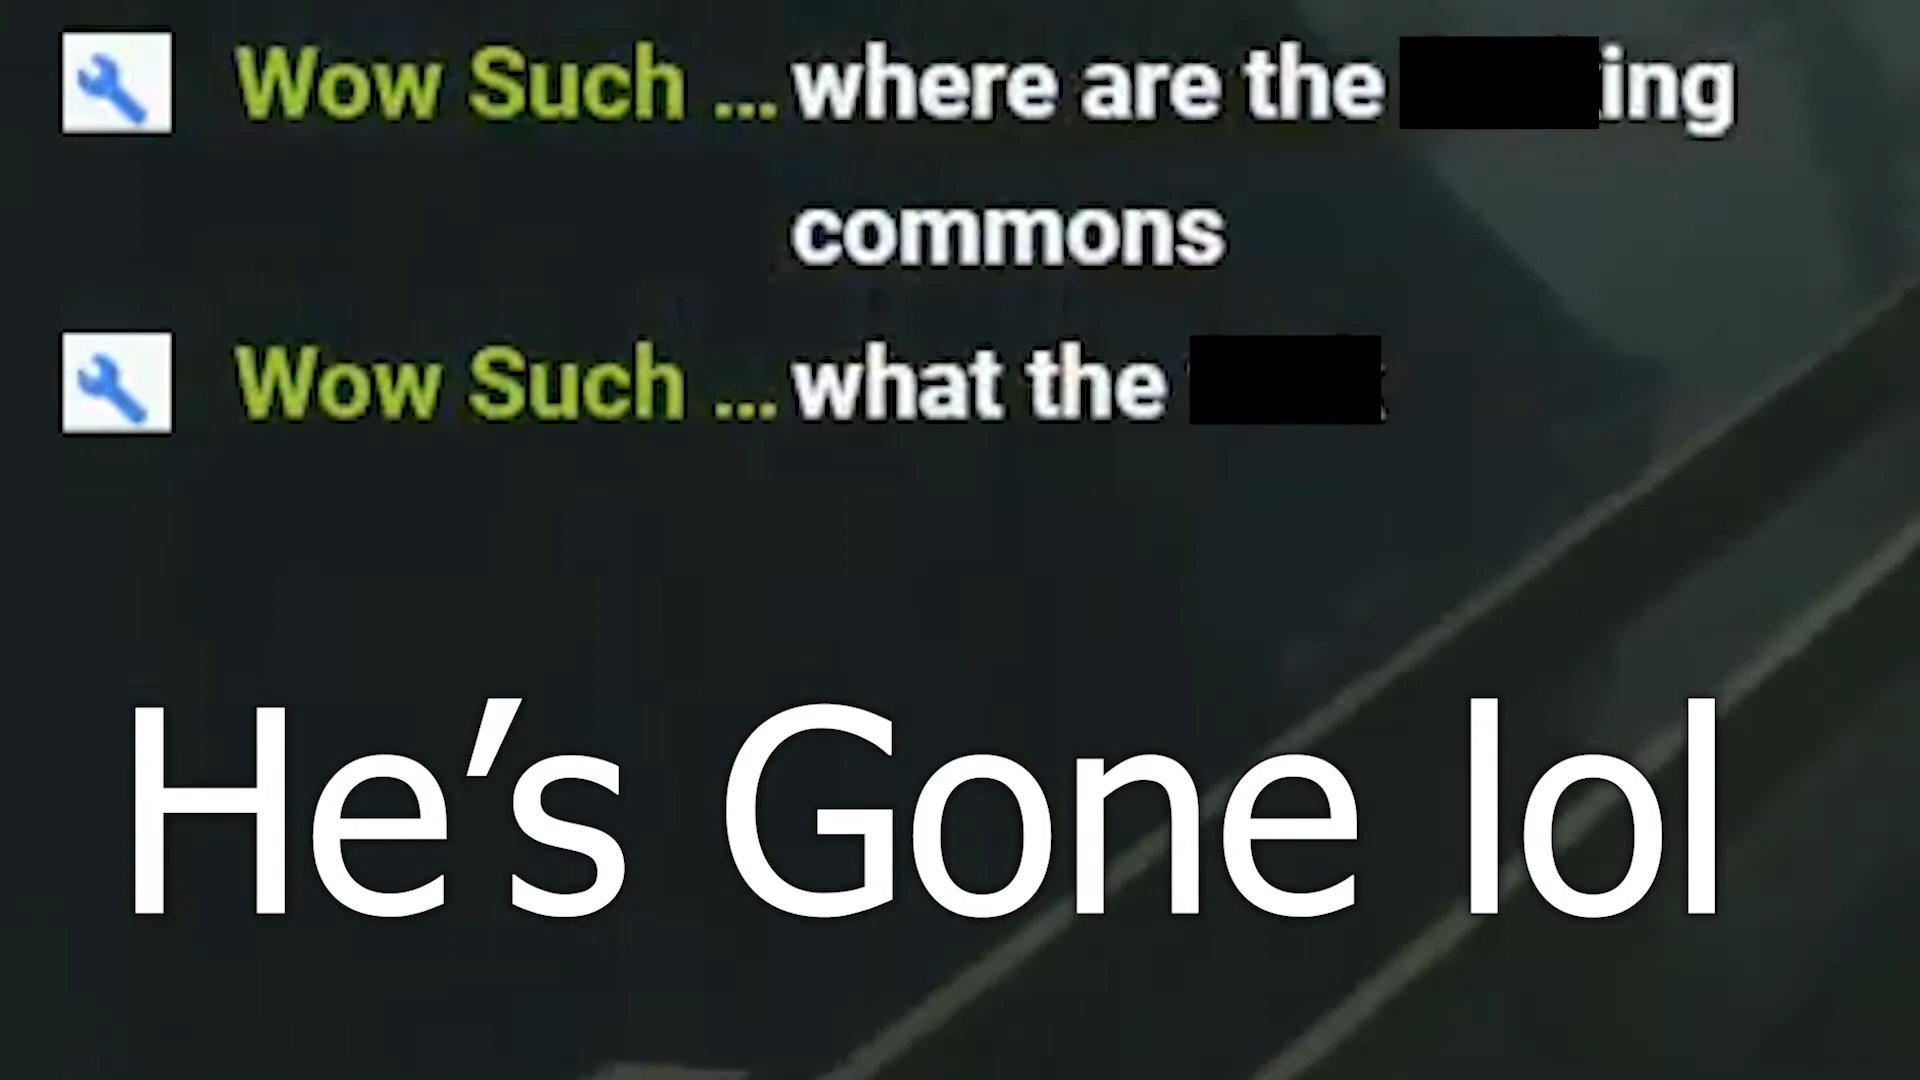 Wow Such ... where are the ing
commons
Wow Such ... what the
He's Gone lol